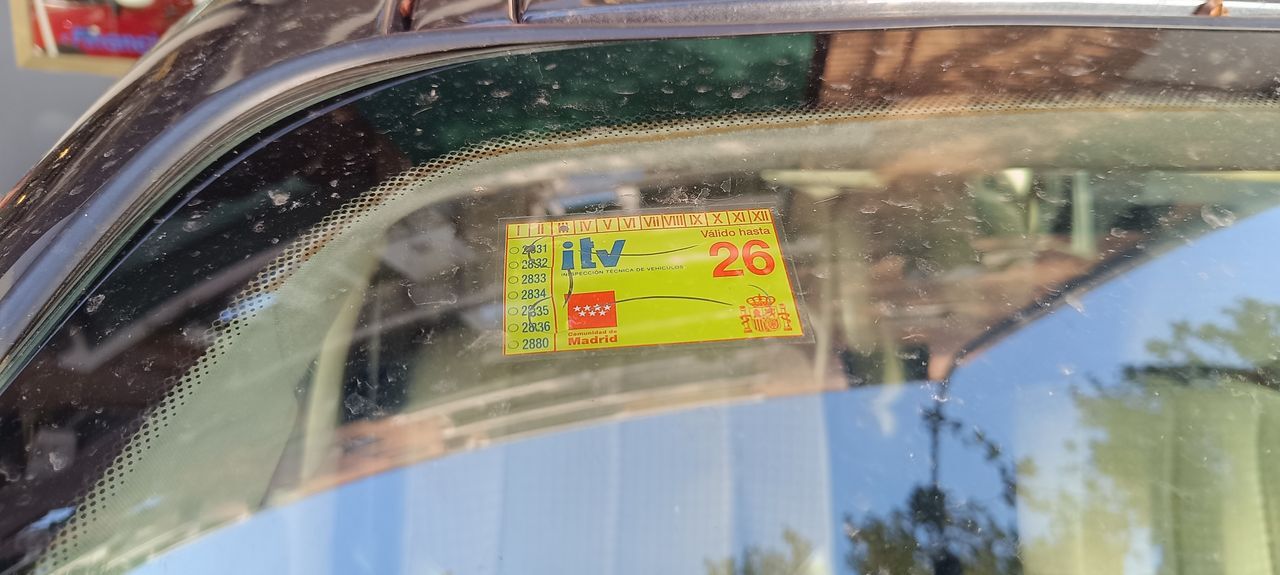 I II IV V VI VII VIII IX X XI XII
Válido hasta
2831
itv
26
2832
INSPECCIÓN TÉCNICA DE VEHÍCULOS
2833
2834
2835
2836
Comunidad de
Madrid
2880